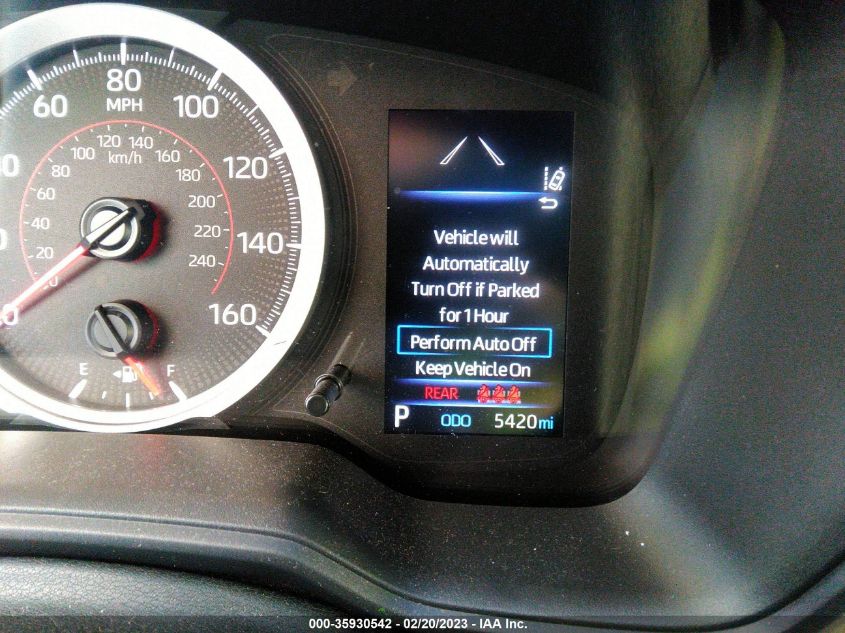 60
80
100
MPH
120
140
160
80
100
120
140
160
km/h
180
200
220
240
60
40
20
E
F
Vehicle will
Automatically
Turn Off if Parked
for 1 Hour
Perform Auto Off
Keep Vehicle On
REAR
P ODO 5420 mi
000-35930542 - 02/20/2023 - IAA Inc.